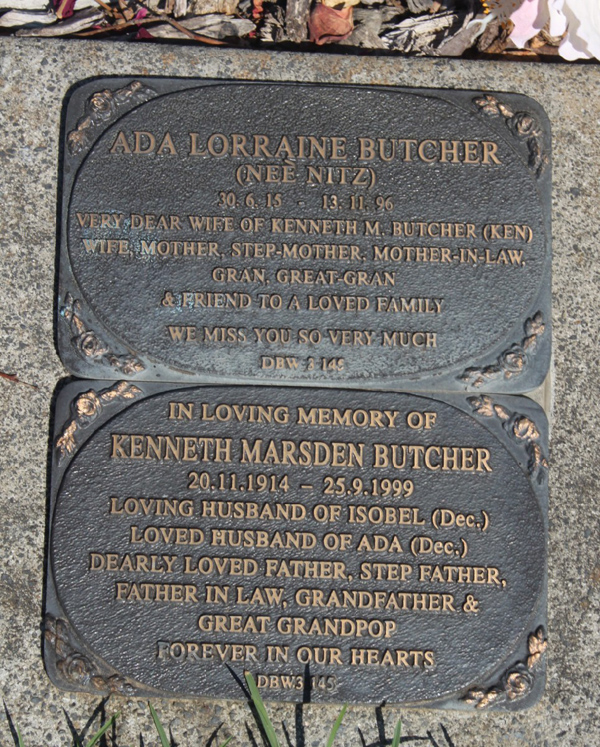 ADA LORRAINE BUTCHER
(NEÈ NITZ)
30. 6. 15 - 13. 11. 96
VERY DEAR WIFE OF KENNETH M. BUTCHER (KEN)
WIFE, MOTHER, STEP-MOTHER, MOTHER-IN-LAW,
GRAN, GREAT-GRAN
& FRIEND TO A LOVED FAMILY
WE MISS YOU SO VERY MUCH
DBW 3 145
IN LOVING MEMORY OF
KENNETH MARSDEN BUTCHER
20.11.1914 – 25.9.1999
LOVING HUSBAND OF ISOBEL (Dec.)
LOVED HUSBAND OF ADA (Dec.)
DEARLY LOVED FATHER, STEP FATHER,
FATHER IN LAW, GRANDFATHER &
GREAT GRANDPOP
FOREVER IN OUR HEARTS
DBW3 145